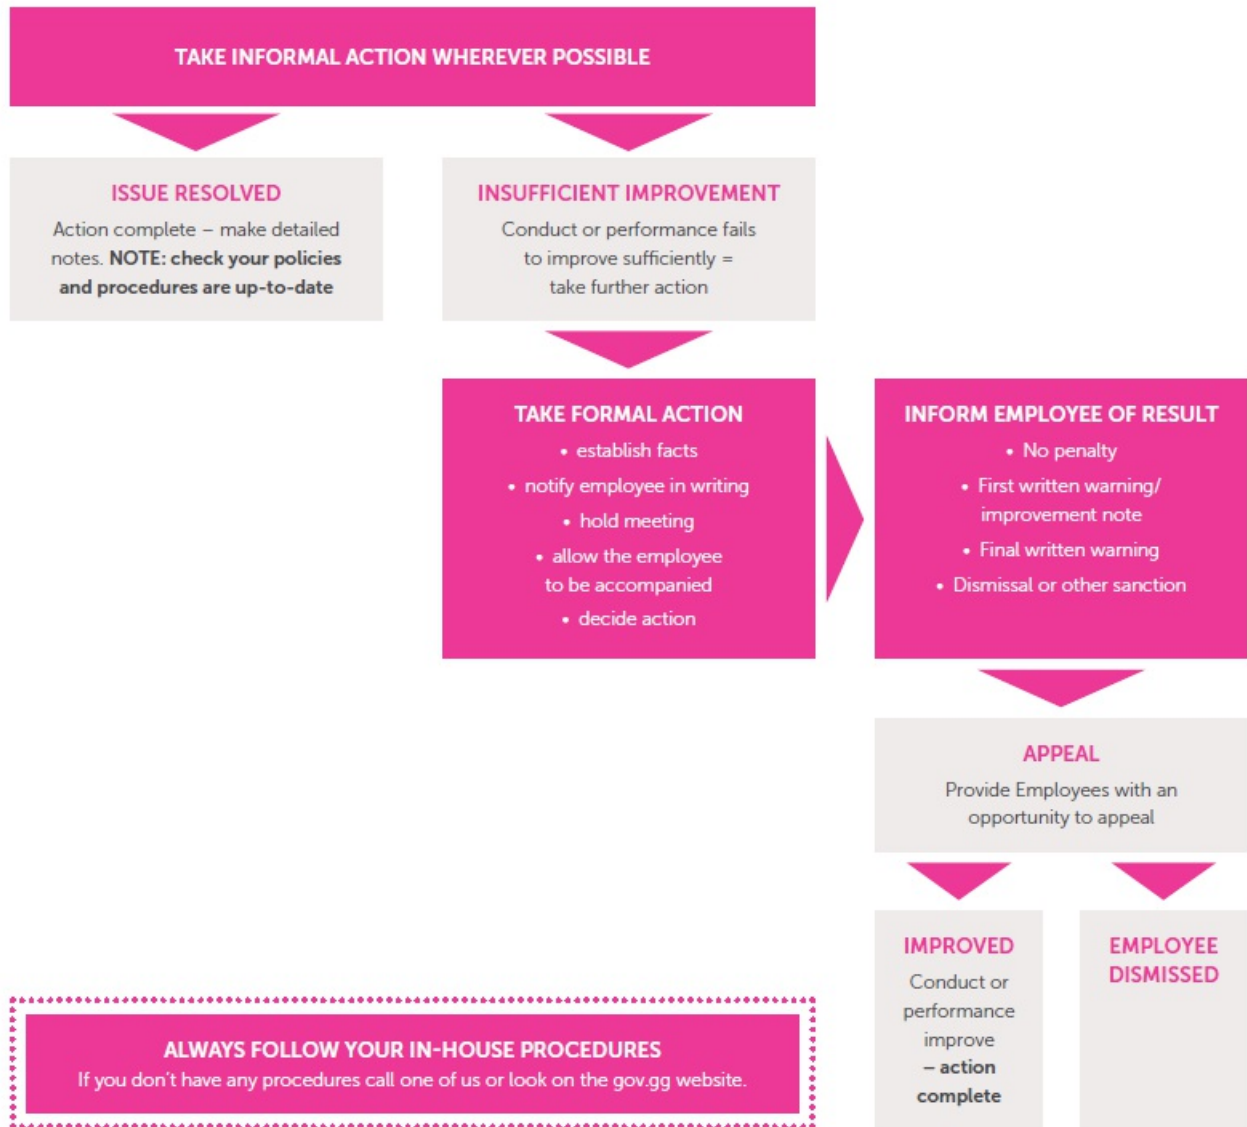 TAKE INFORMAL ACTION WHEREVER POSSIBLE
ISSUE RESOLVED
Action complete – make detailed
notes. NOTE: check your policies
and procedures are up-to-date
INSUFFICIENT IMPROVEMENT
Conduct or performance fails
to improve sufficiently =
take further action
TAKE FORMAL ACTION
• establish facts
• notify employee in writing
• hold meeting
• allow the employee
to be accompanied
• decide action
INFORM EMPLOYEE OF RESULT
• No penalty
• First written warning/
improvement note
• Final written warning
• Dismissal or other sanction
APPEAL
Provide Employees with an
opportunity to appeal
IMPROVED
Conduct or
performance
improve
– action
complete
EMPLOYEE
DISMISSED
ALWAYS FOLLOW YOUR IN-HOUSE PROCEDURES
If you don't have any procedures call one of us or look on the gov.gg website.